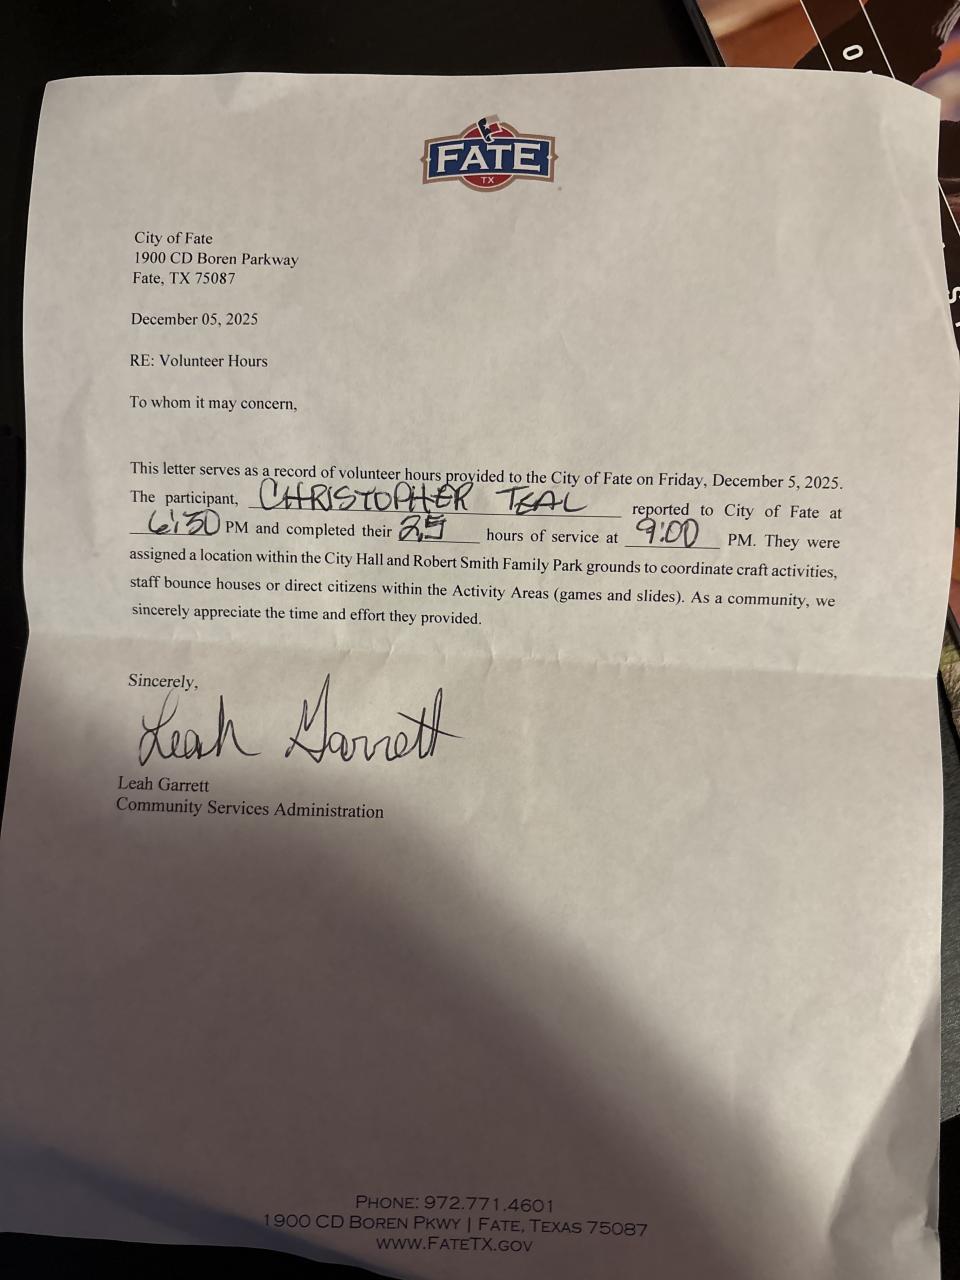 FATE
TX
City of Fate
1900 CD Boren Parkway
Fate, TX 75087
December 05, 2025
RE: Volunteer Hours
To whom it may concern,
This letter serves as a record of volunteer hours provided to the City of Fate on Friday, December 5, 2025.
The participant, CHRISTOPHER TEAL reported to City of Fate at
6:30 PM and completed their 2.5 hours of service at 9:00 PM. They were
assigned a location within the City Hall and Robert Smith Family Park grounds to coordinate craft activities,
staff bounce houses or direct citizens within the Activity Areas (games and slides). As a community, we
sincerely appreciate the time and effort they provided.
Sincerely,
Leah Garrett
Leah Garrett
Community Services Administration
PHONE: 972.771.4601
1900 CD BOREN PKWY | FATE, TEXAS 75087
WWW.FATETX.GOV